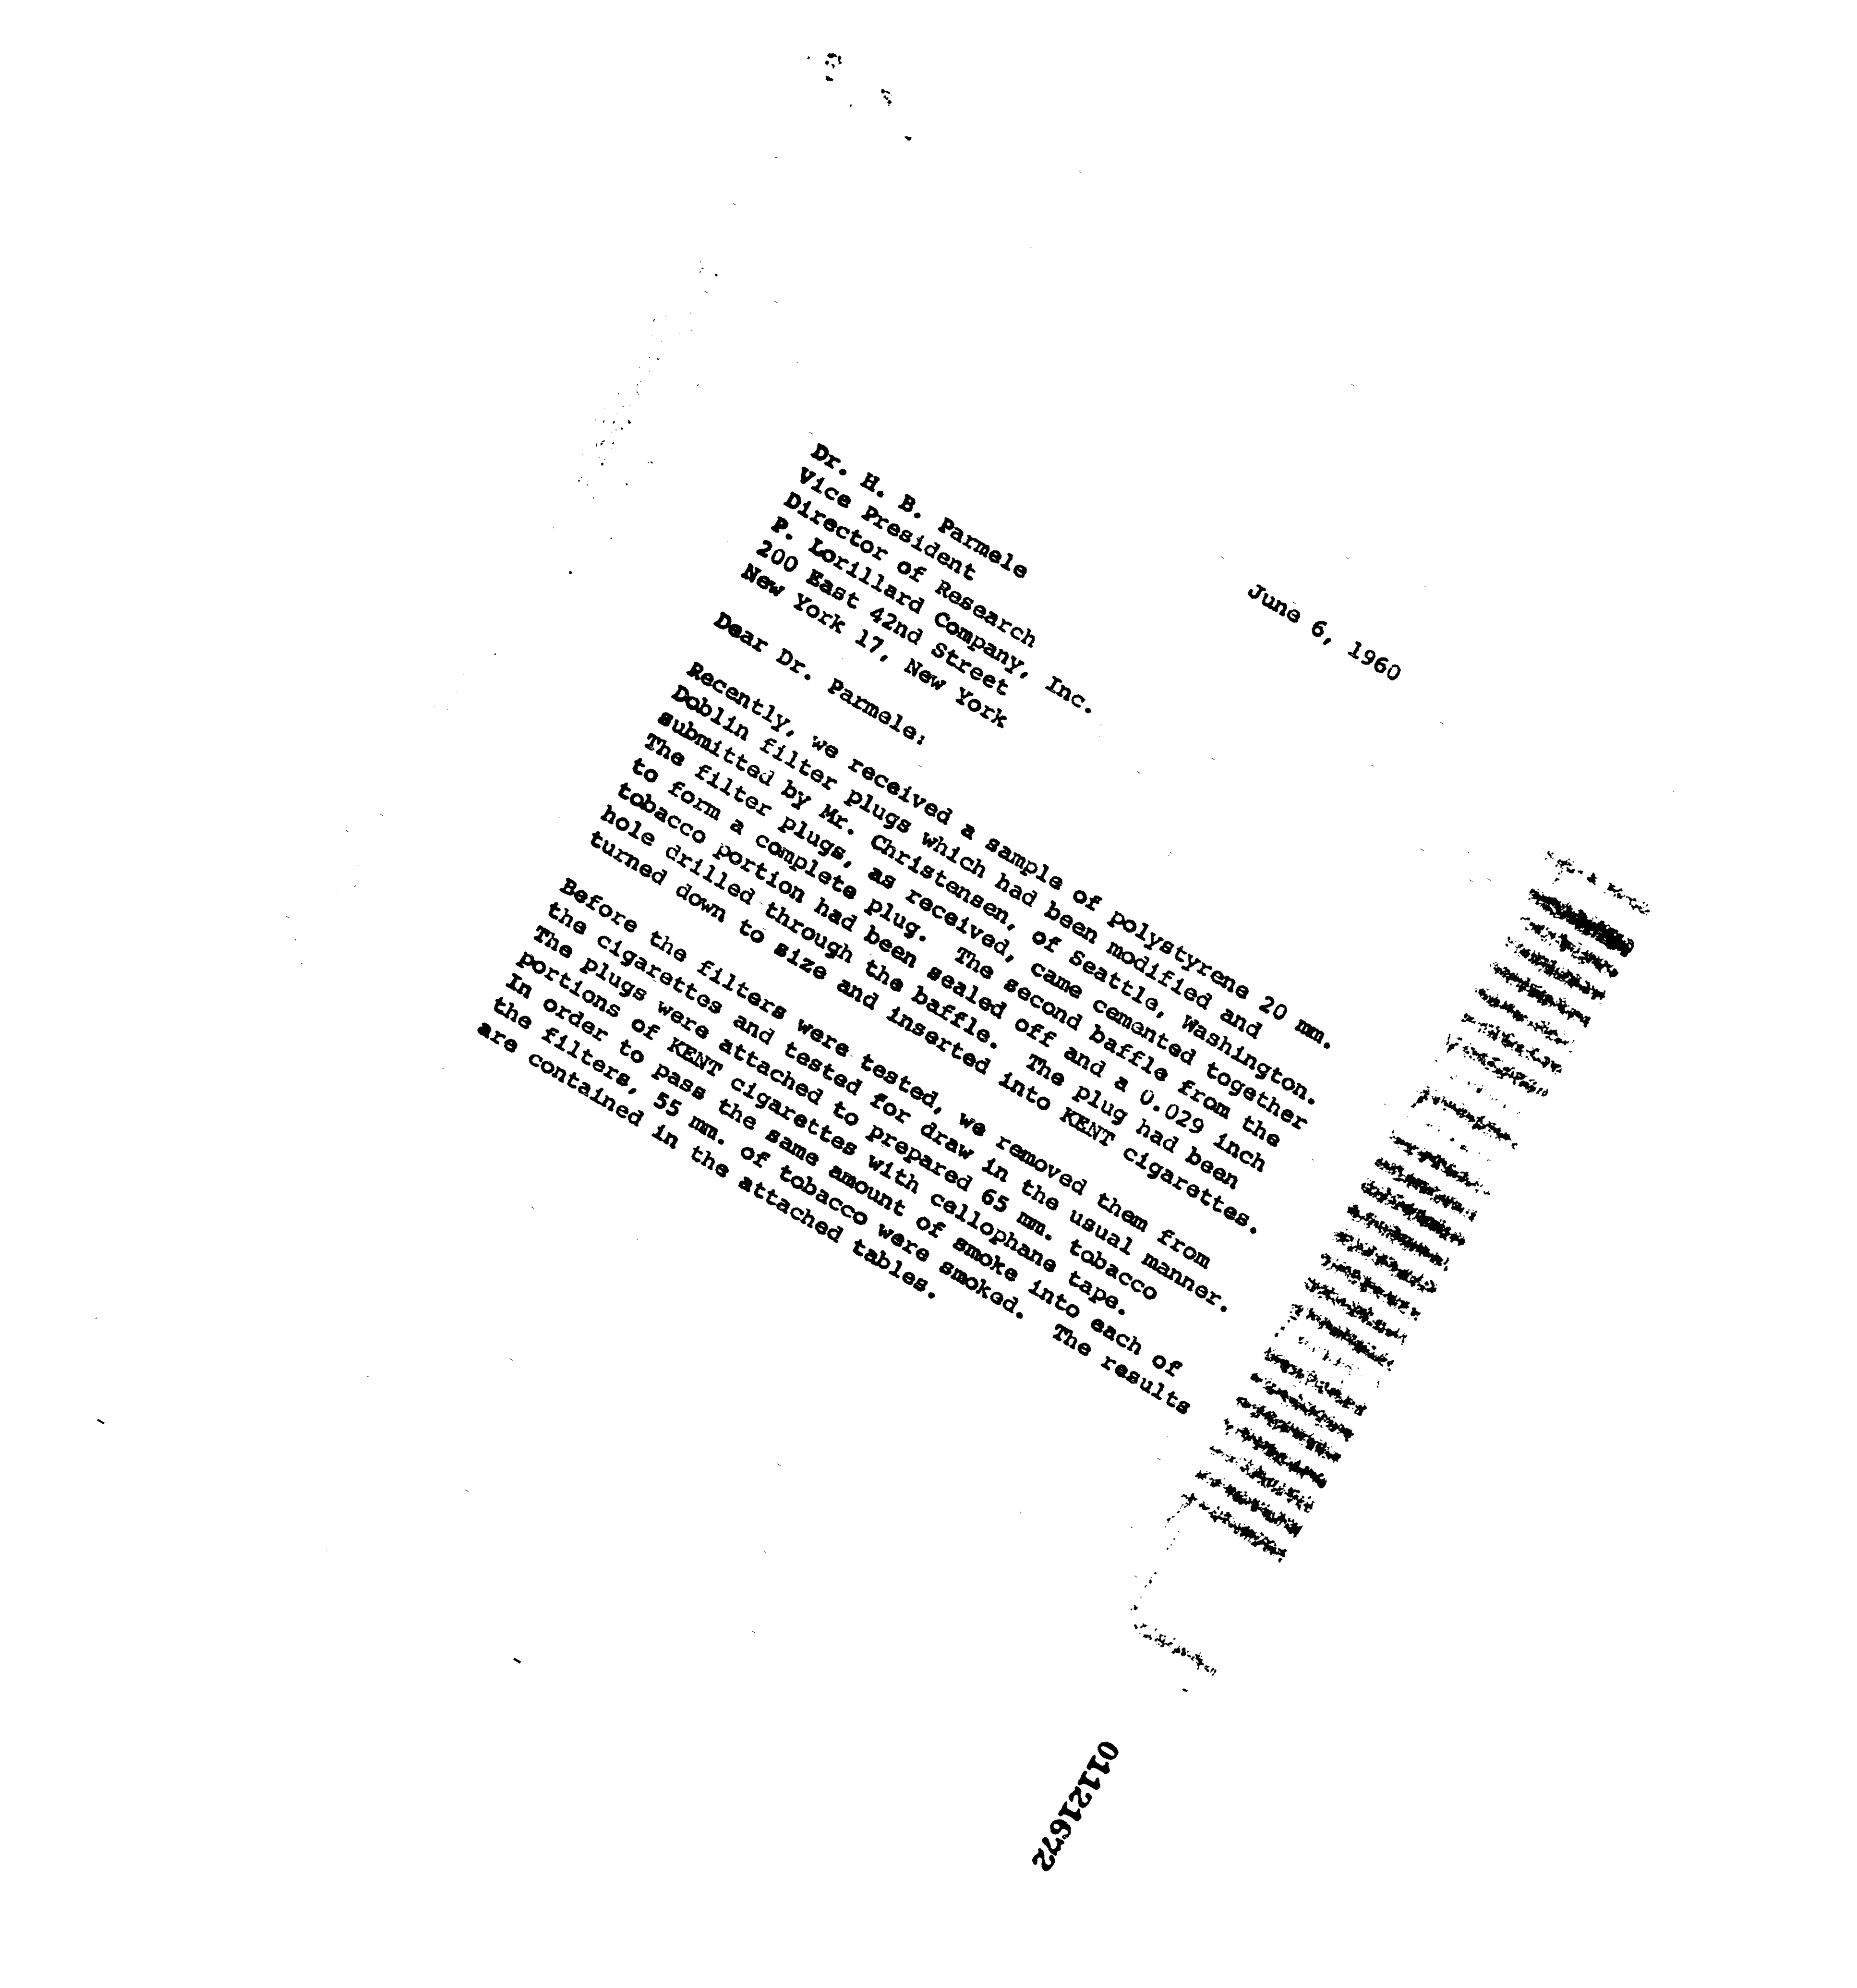 June 6, 1960
Dr. H. B. Parmele
Vice President
Director of Research
P. Lorillard Company, Inc.
200 East 42nd Street
New York 17, New York
Dear Dr. Parmele:
Recently, we received a sample of polystyrene 20 mm.
Doblin filter plugs which had been modified and
submitted by Mr. Christensen, of Seattle, Washington.
The filter plugs, as received, came cemented together
to form a complete plug. The second baffle from the
tobacco portion had been sealed off and a 0.029 inch
hole drilled through the baffle. The plug had been
turned down to size and inserted into KENT cigarettes.
Before the filters were tested, we removed them from
the cigarettes and tested for draw in the usual manner.
The plugs were attached to prepared 65 mm. tobacco
portions of KENT cigarettes with cellophane tape.
In order to pass the same amount of smoke into each of
the filters, 55 mm. of tobacco were smoked. The results
are contained in the attached tables.
01121672